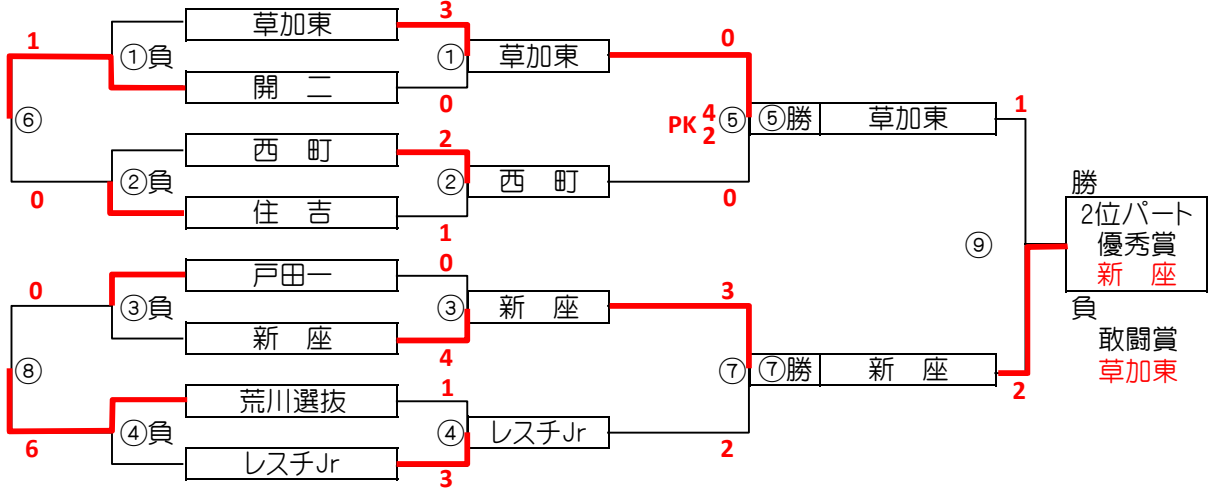 草加東
開　二
西　町
住　吉
戸田一
新　座
荒川選抜
レスチJr
①負
②負
③負
④負
1
⑥
0
0
⑧
6
3
①
0
2
②
1
0
③
4
1
④
3
草加東
西　町
新　座
レスチJr
0
PK 4
2
⑤
0
3
⑦
2
⑤勝 草加東
⑦勝 新　座
1
⑨
2
勝
2位パート
優秀賞
新　座
負
敢闘賞
草加東